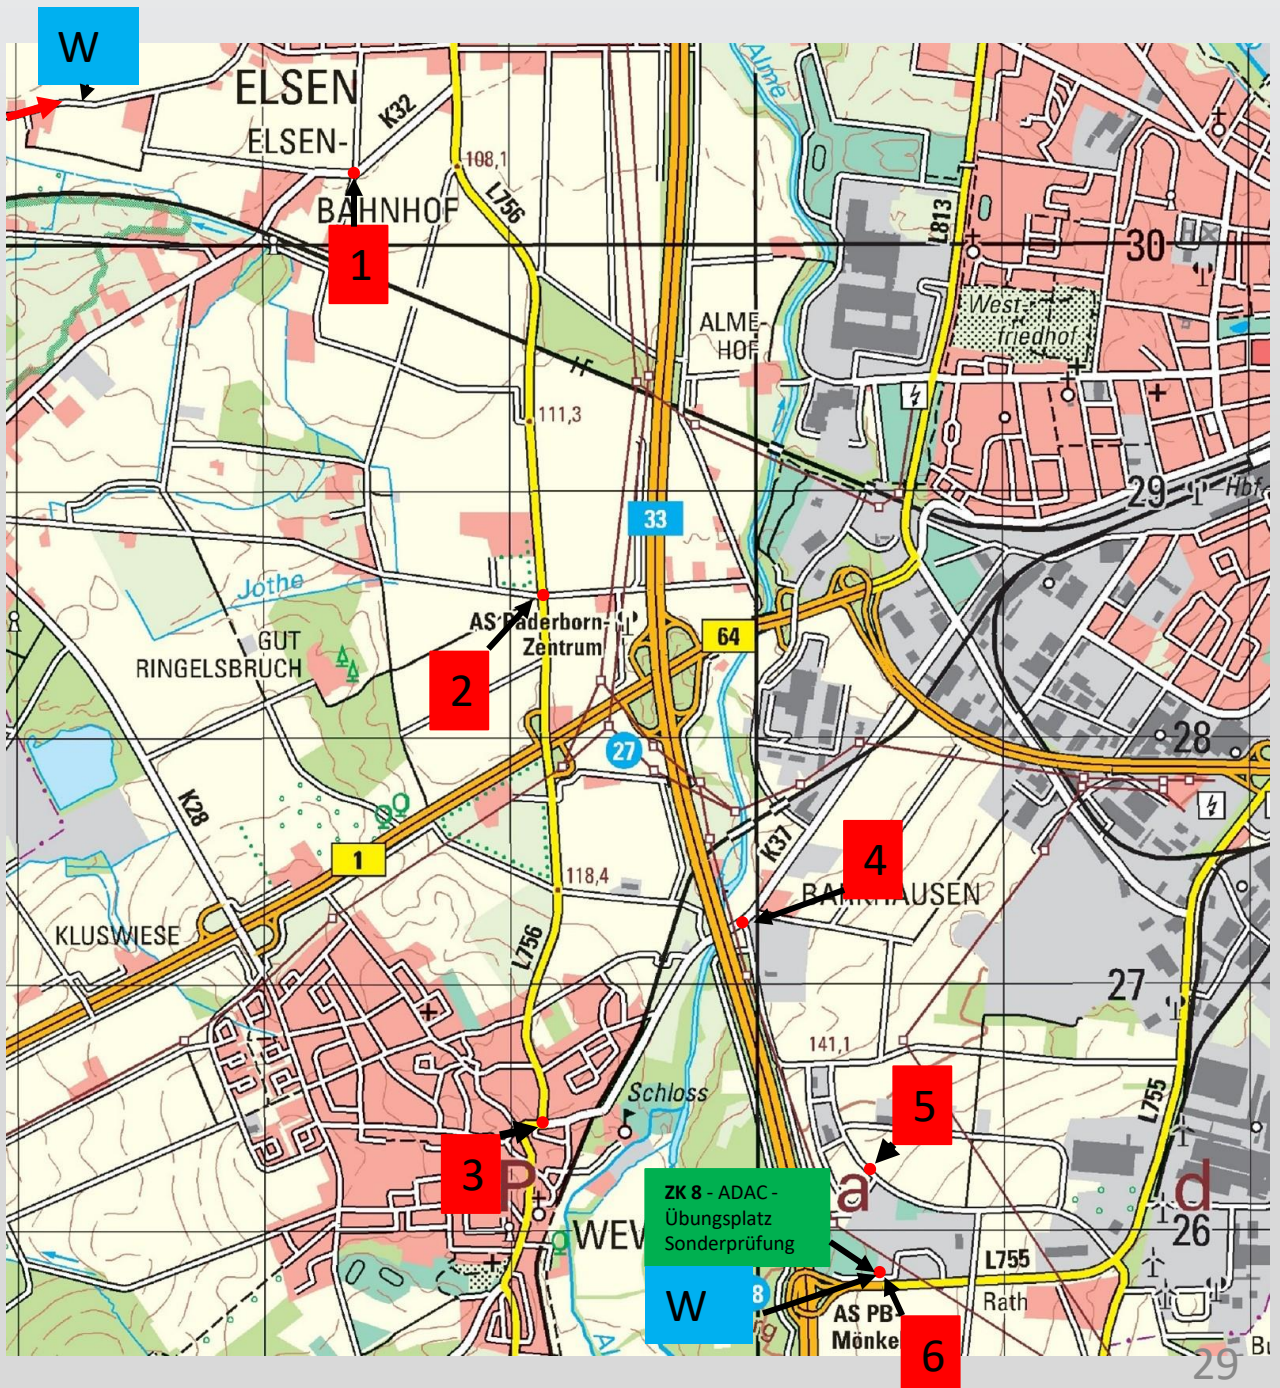 W
ELSEN
ELSEN-
BAHNHOF
K32
108,1
L756
1
Alme
L813
30
West-
friedhof
ALME-
HOF
111,3
33
29
Hbf
Jothe
GUT
RINGELSBRUCH
AS Paderborn-
Zentrum
64
2
27
28
K28
K37
1
4
118,4
BARKHAUSEN
KLUSWIESE
L756
27
141,1
5
L755
Schloss
3
P
a
d
ZK 8 - ADAC -
Übungsplatz
Sonderprüfung
WEW
26
W
8
L755
Rath
AS PB-
Mönke
6
29